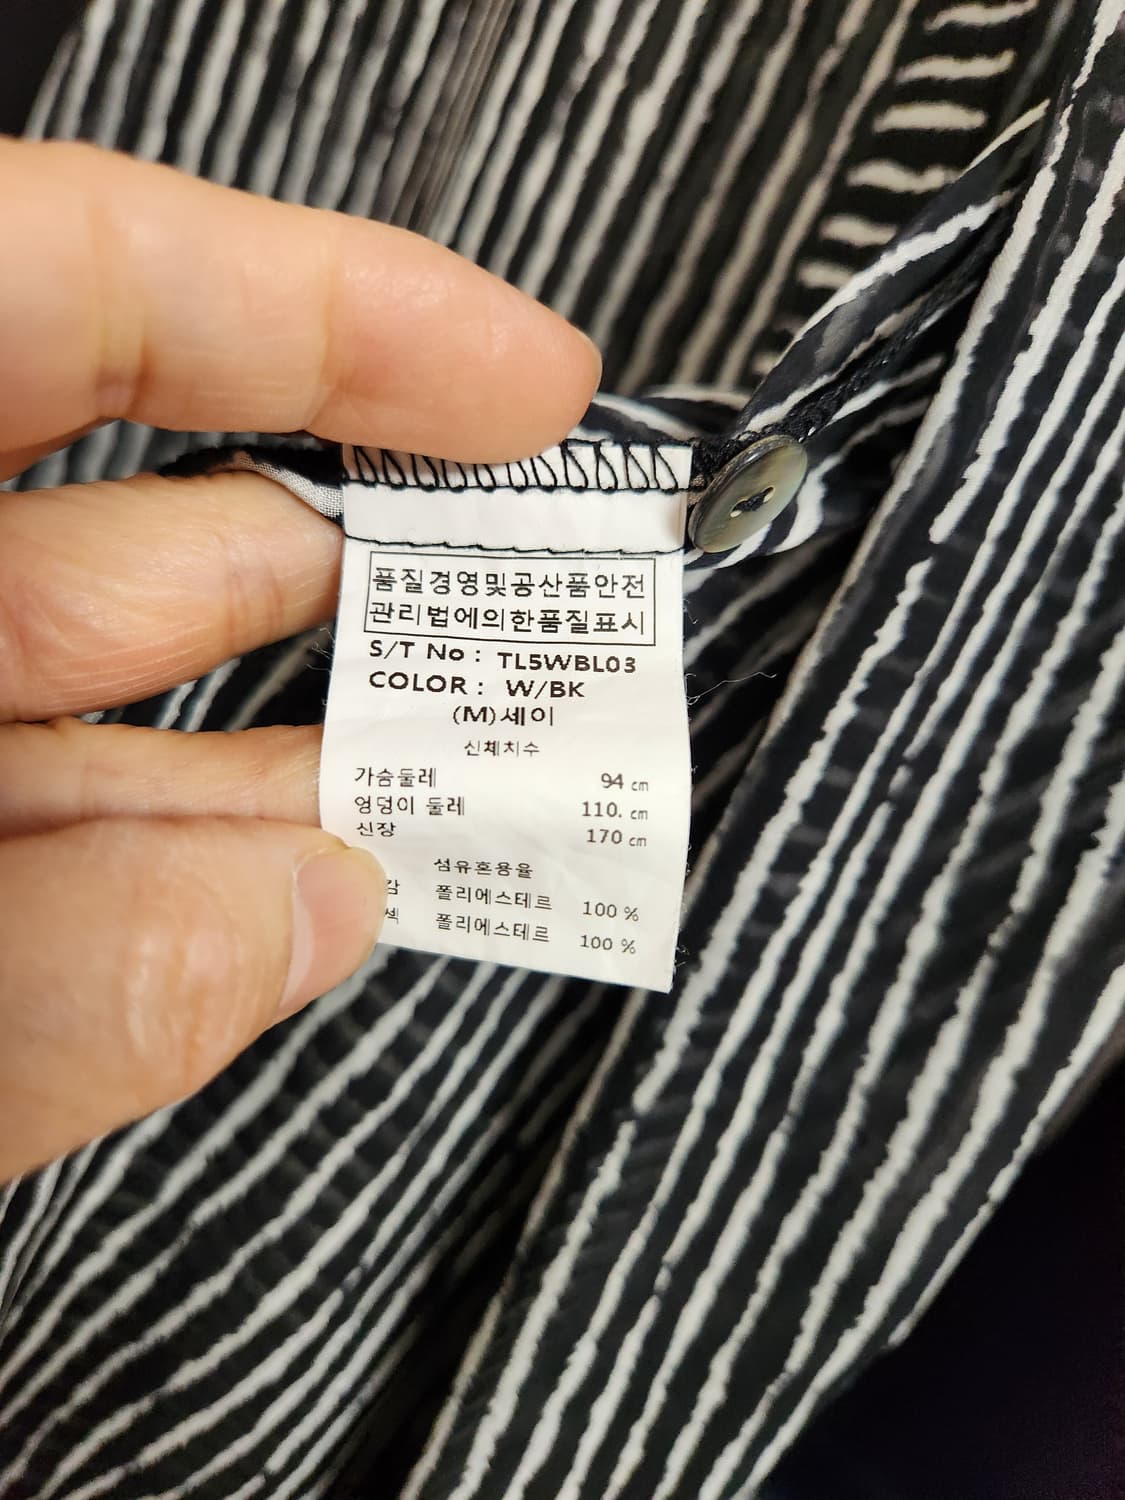 품질경영및공산품안전
관리법에의한품질표시
S/T No : TL5WBL03
COLOR : W/BK
(M)세이
신체치수
가슴둘레 94 cm
엉덩이 둘레 110. cm
신장 170 cm
섬유혼용율
감 폴리에스테르 100 %
섹 폴리에스테르 100 %